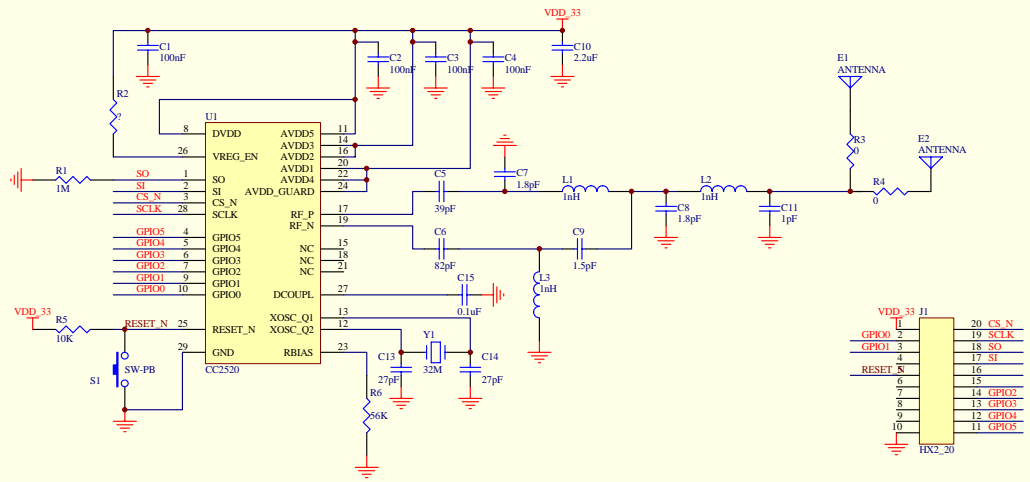 VDD_33
C1
100nF
C2
100nF
C3
100nF
C4
100nF
C10
2.2uF
R2
?
E1
ANTENNA
E2
ANTENNA
R3
0
R4
0
U1
8 DVDD AVDD5 11
AVDD3 14
26 VREG_EN AVDD2 16
AVDD1 20
R1
1M
SO 1 SO AVDD4 22
SI 2 SI AVDD_GUARD 24
CS_N 3 CS_N
SCLK 28 SCLK RF_P 17
RF_N 19
GPIO5 4 GPIO5
GPIO4 5 GPIO4 NC 15
GPIO3 6 GPIO3 NC 18
GPIO2 7 GPIO2 NC 21
GPIO1 9 GPIO1
GPIO0 10 GPIO0 DCOUPL 27
XOSC_Q1 13
RESET_N 25 RESET_N XOSC_Q2 12
29 GND RBIAS 23
CC2520
C5
39pF
C7
1.8pF
L1
1nH
C8
1.8pF
L2
1nH
C11
1pF
C6
82pF
C9
1.5pF
L3
1nH
C15
0.1uF
VDD_33
R5
10K
S1
SW-PB
Y1
32M
C13
27pF
C14
27pF
R6
56K
VDD_33
J1
1 20 CS_N
GPIO0 2 19 SCLK
GPIO1 3 18 SO
4 17 SI
RESET_N 5 16
6 15
7 14 GPIO2
8 13 GPIO3
9 12 GPIO4
10 11 GPIO5
HX2_20